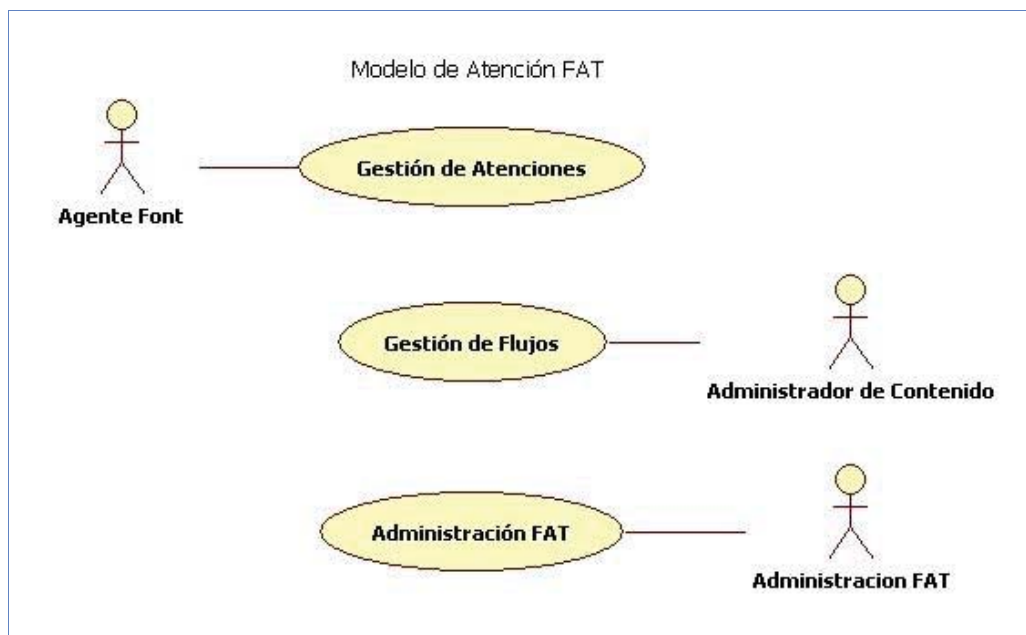 Modelo de Atención FAT
Gestión de Atenciones
Agente Font
Gestión de Flujos
Administrador de Contenido
Administración FAT
Administracion FAT